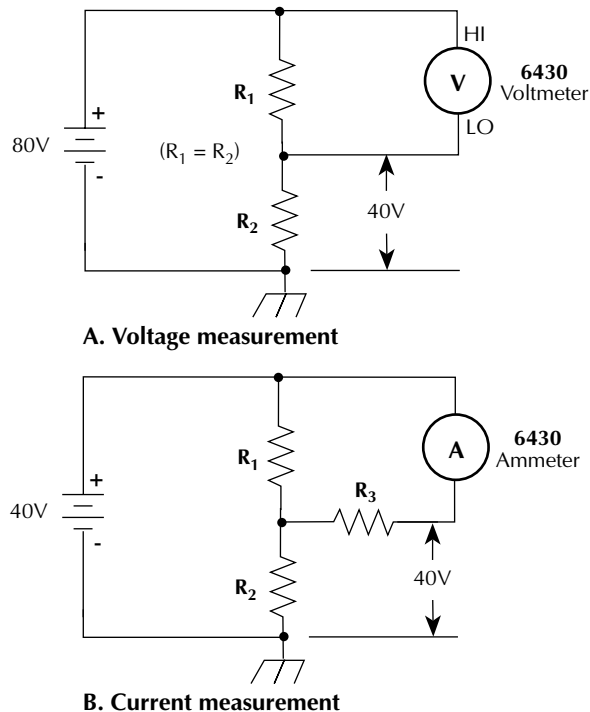 HI
6430
Voltmeter
R1
V
+
LO
80V
(R1 = R2)
-
40V
R2
A. Voltage measurement
6430
Ammeter
R1
A
+
R3
40V
-
40V
R2
B. Current measurement